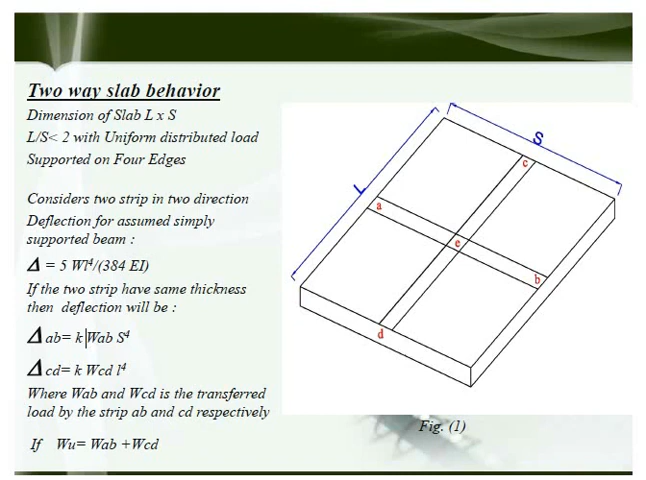 Two way slab behavior
Dimension of Slab L x S
L/S< 2 with Uniform distributed load
Supported on Four Edges
Considers two strip in two direction
Deflection for assumed simply
supported beam :
Δ = 5 Wl⁴/(384 EI)
If the two strip have same thickness
then deflection will be :
Δ ab= k Wab S⁴
Δ cd= k Wcd l⁴
Where Wab and Wcd is the transferred
load by the strip ab and cd respectively
If Wu= Wab +Wcd
S
L
c
a
e
b
d
Fig. (1)